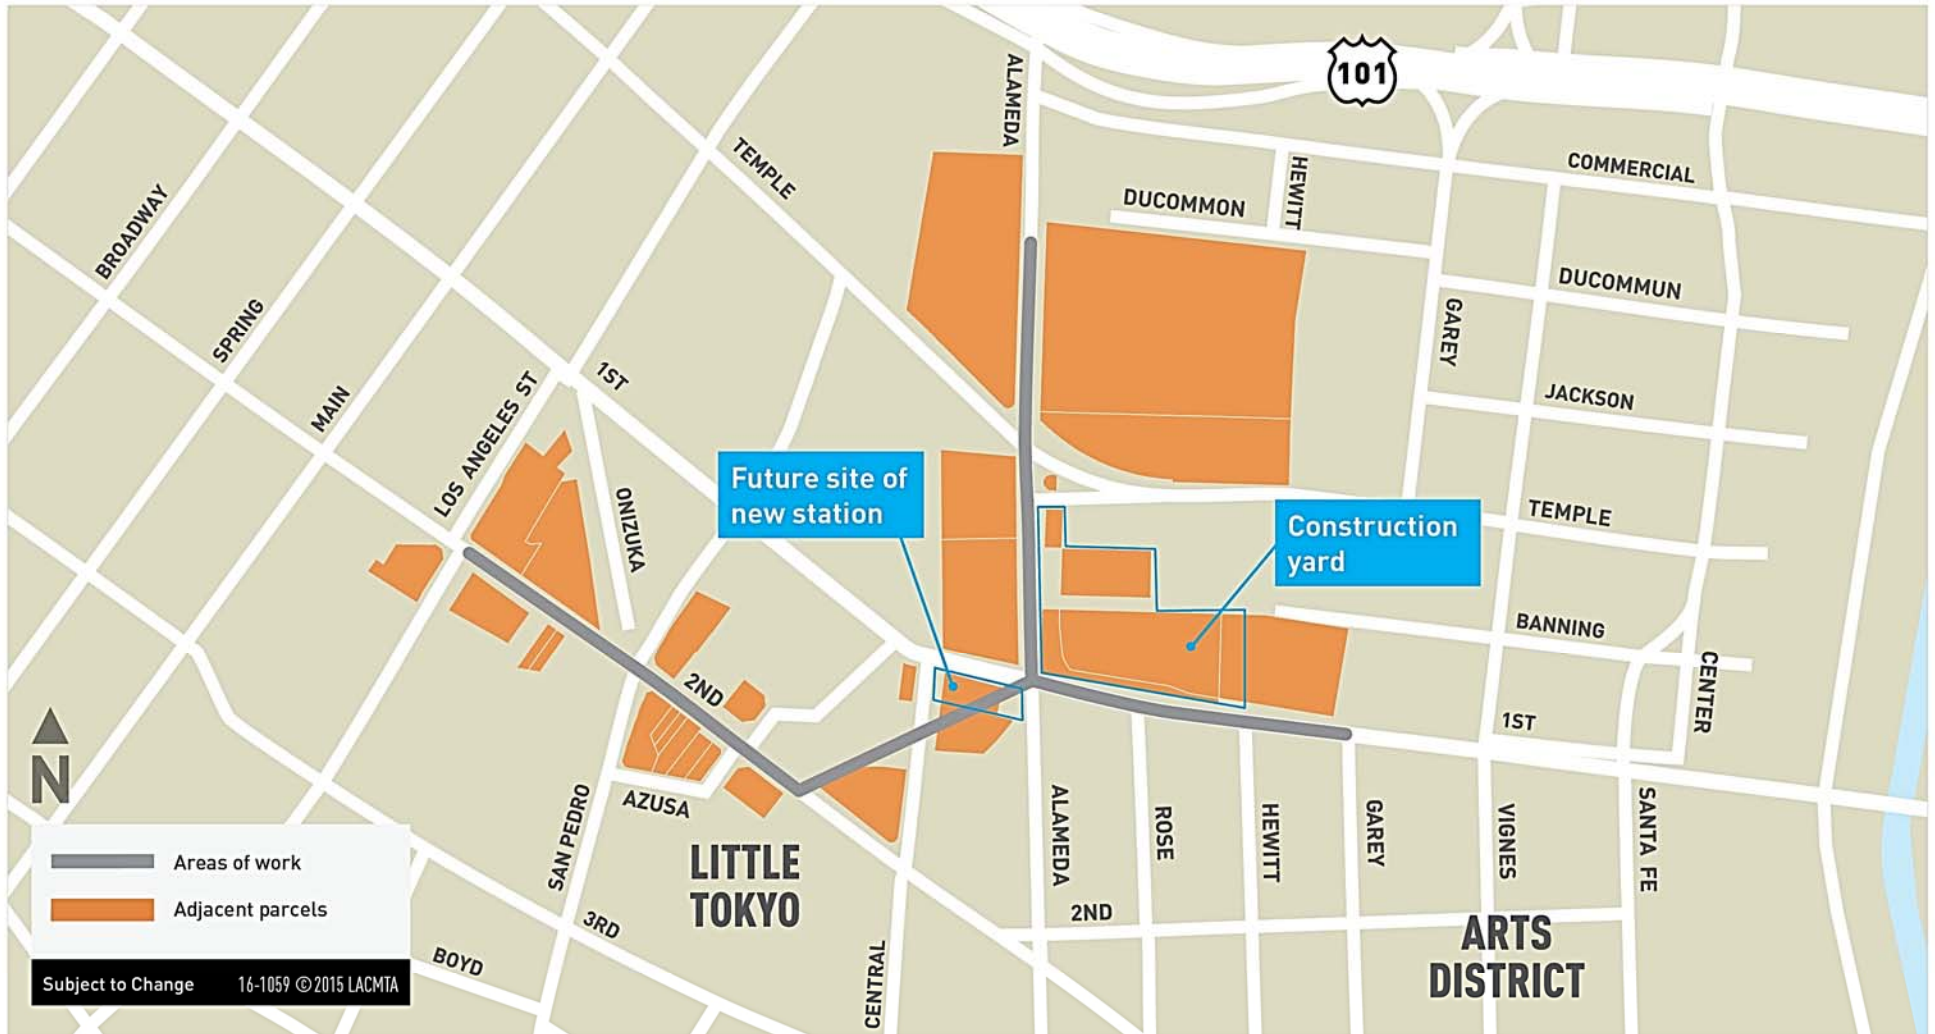 101
ALAMEDA
TEMPLE
HEWITT
COMMERCIAL
DUCOMMON
BROADWAY
DUCOMMUN
GAREY
SPRING
1ST
MAIN
LOS ANGELES ST
JACKSON
Future site of
new station
ONIZUKA
Construction
yard
TEMPLE
BANNING
CENTER
2ND
1ST
N
AZUSA
SAN PEDRO
ALAMEDA
ROSE
HEWITT
GAREY
VIGNES
SANTA FE
LITTLE
TOKYO
Areas of work
Adjacent parcels
2ND
3RD
ARTS
DISTRICT
BOYD
CENTRAL
Subject to Change 16-1059 © 2015 LACMTA